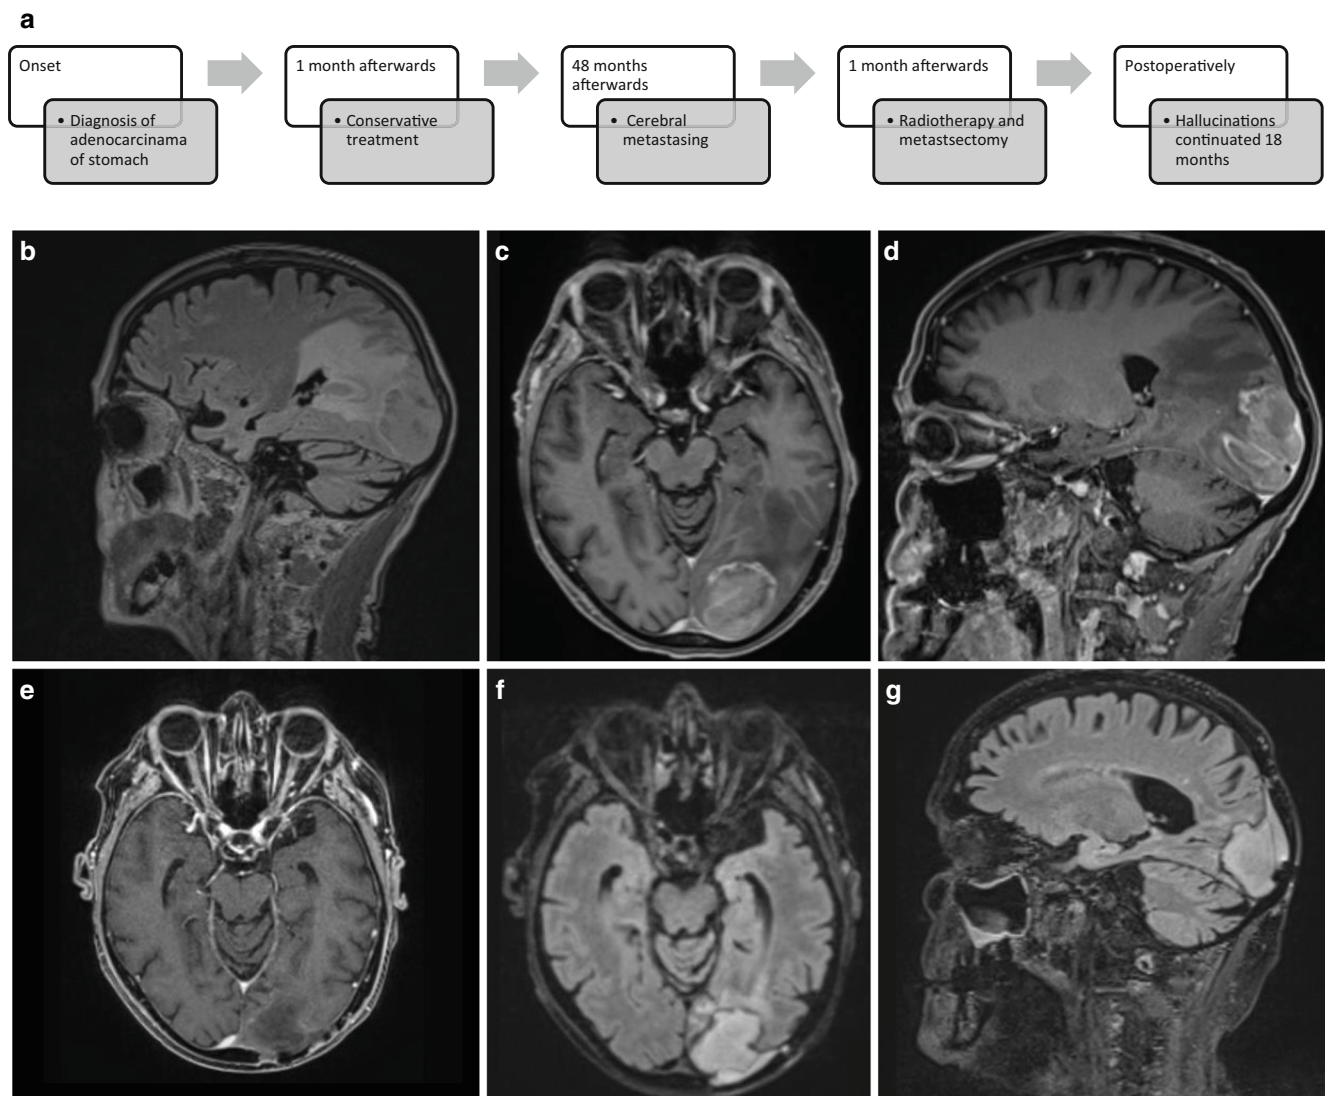 a
Onset
• Diagnosis of
adenocarcinama
of stomach
1 month afterwards
• Conservative
treatment
48 months
afterwards
• Cerebral
metastasing
1 month afterwards
• Radiotherapy and
metastsectomy
Postoperatively
• Hallucinations
continuated 18
months
b
c
d
e
f
g